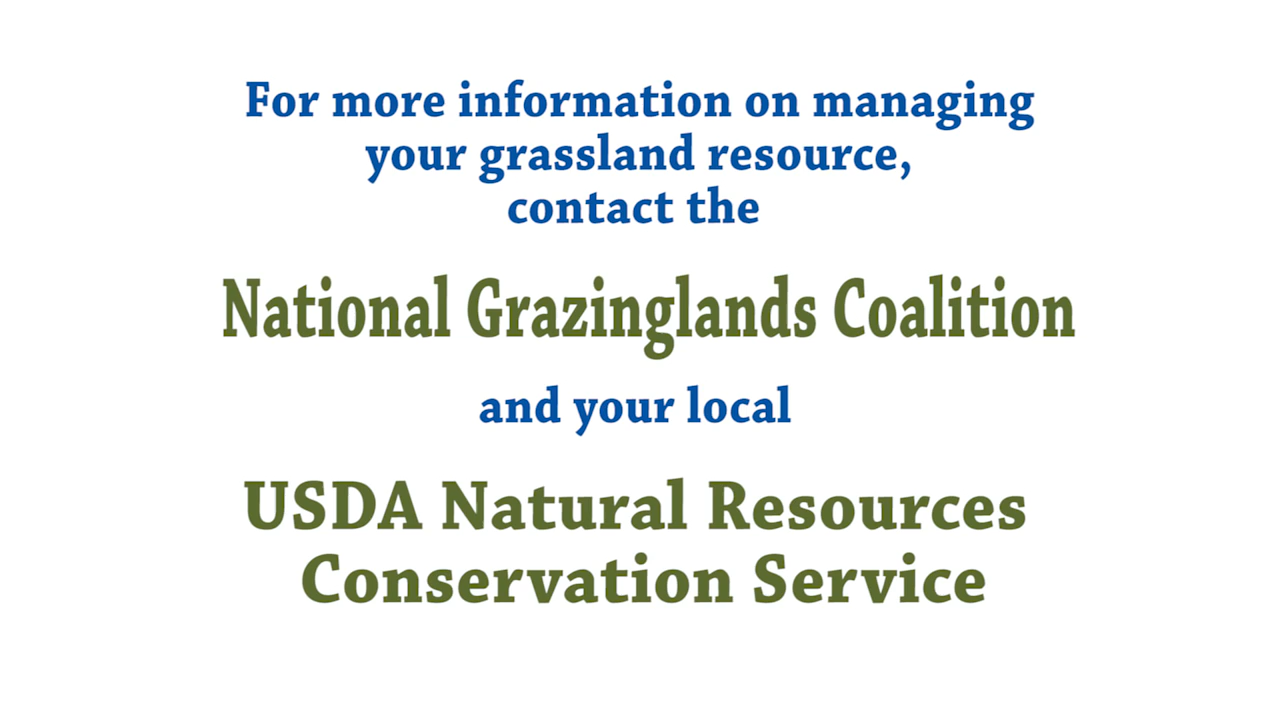 For more information on managing
your grassland resource,
contact the
National Grazinglands Coalition
and your local
USDA Natural Resources
Conservation Service